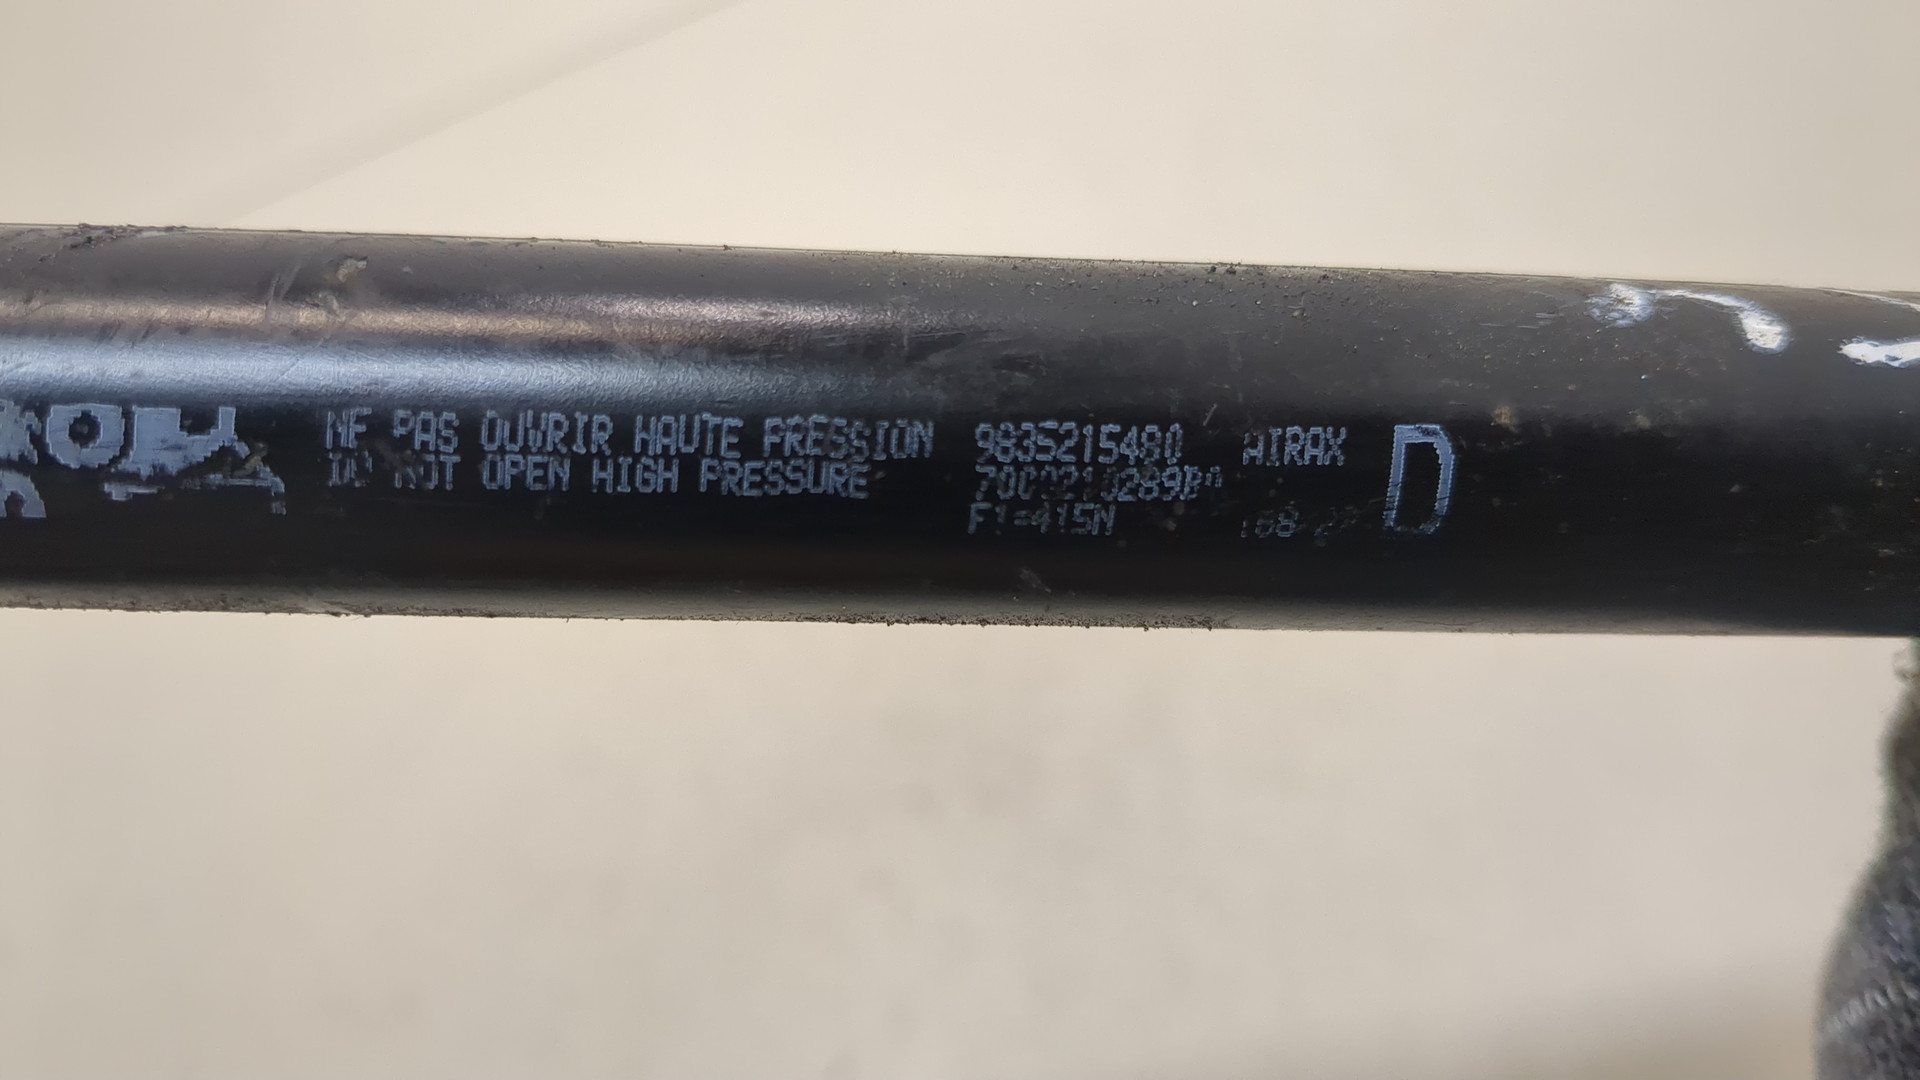 NE PAS OUVRIR HAUTE PRESSION 9835215480 AIRAX D
DO NOT OPEN HIGH PRESSURE
F1=415N